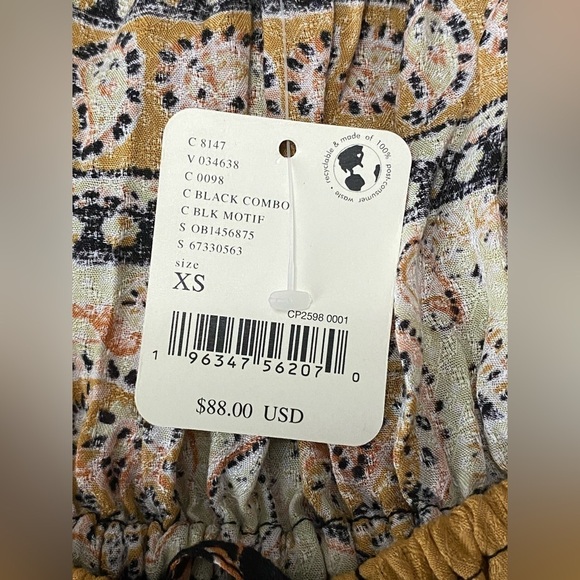 C 8147
V 034638
C 0098
C BLACK COMBO
C BLK MOTIF
S OB1456875
S 67330563
size
XS
recyclable & made of 100% post-consumer waste •
CP2598 0001
1 96347 56207 0
$88.00 USD